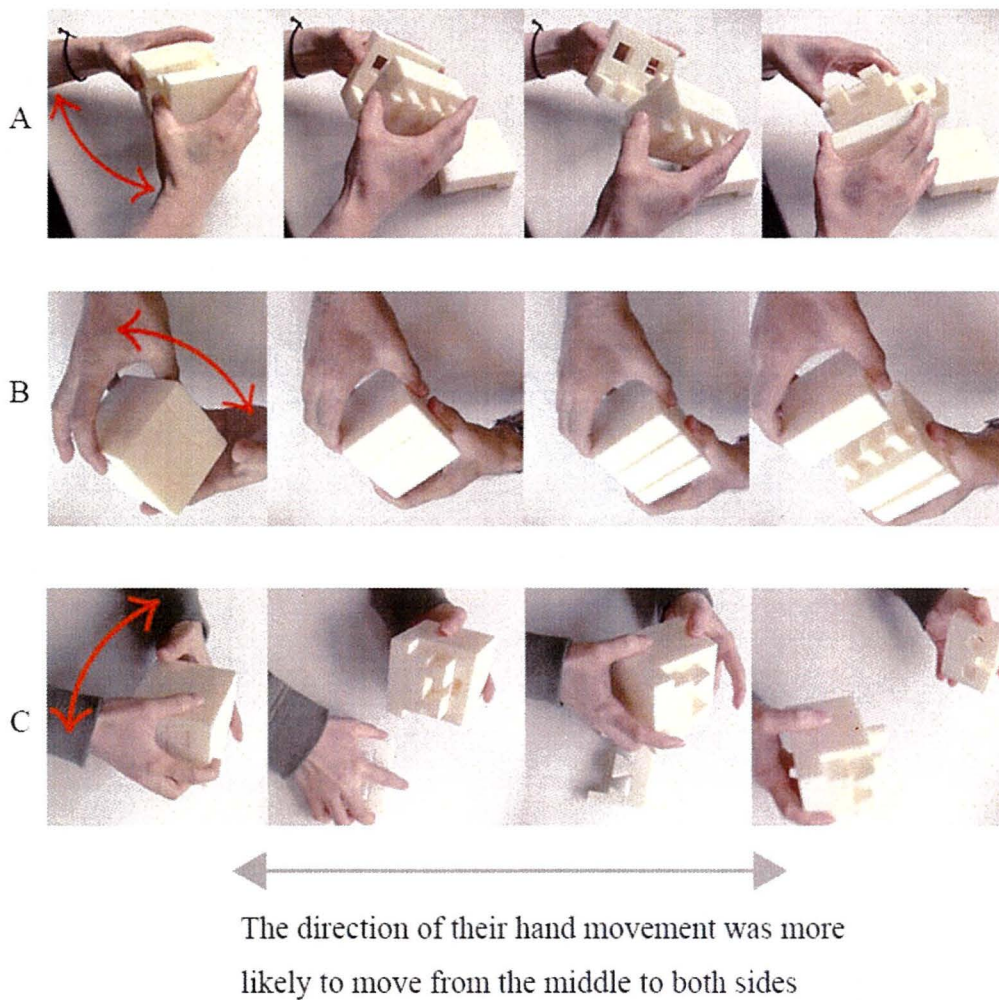 A
B
C
The direction of their hand movement was more
likely to move from the middle to both sides